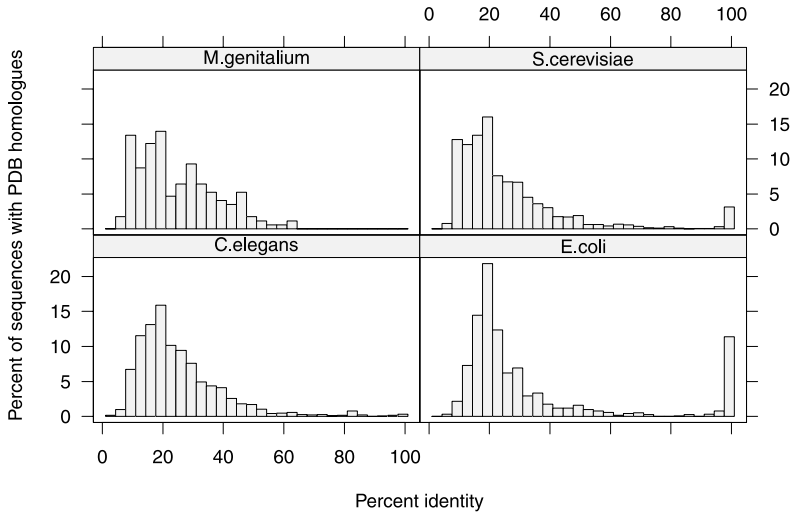 0 20 40 60 80 100
M.genitalium S.cerevisiae
20
15
10
5
0
C.elegans E.coli
20
15
10
5
0
0 20 40 60 80 100
Percent identity
Percent of sequences with PDB homologues